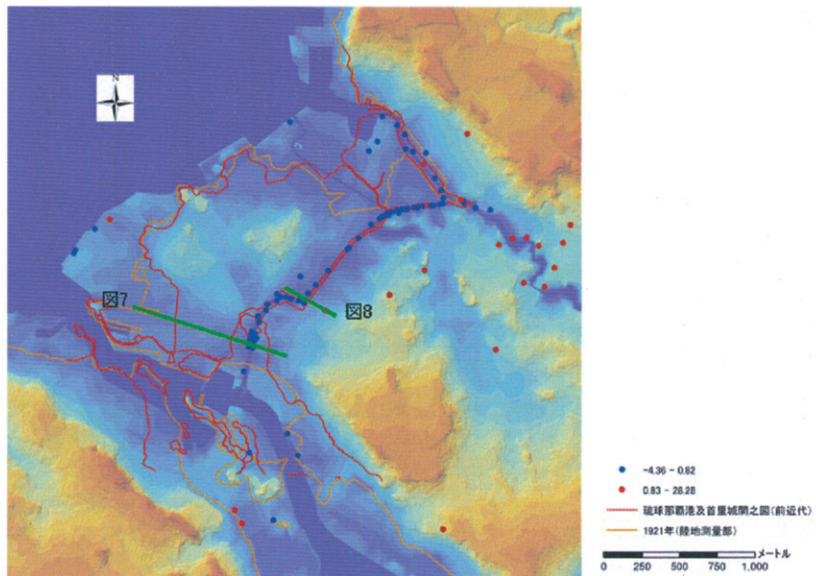 N
図7
図8
-4.36 - 0.82
0.83 - 28.28
琉球那覇港及首里城間之図(前近代)
1921年(陸地測量部)
メートル
0 250 500 750 1,000